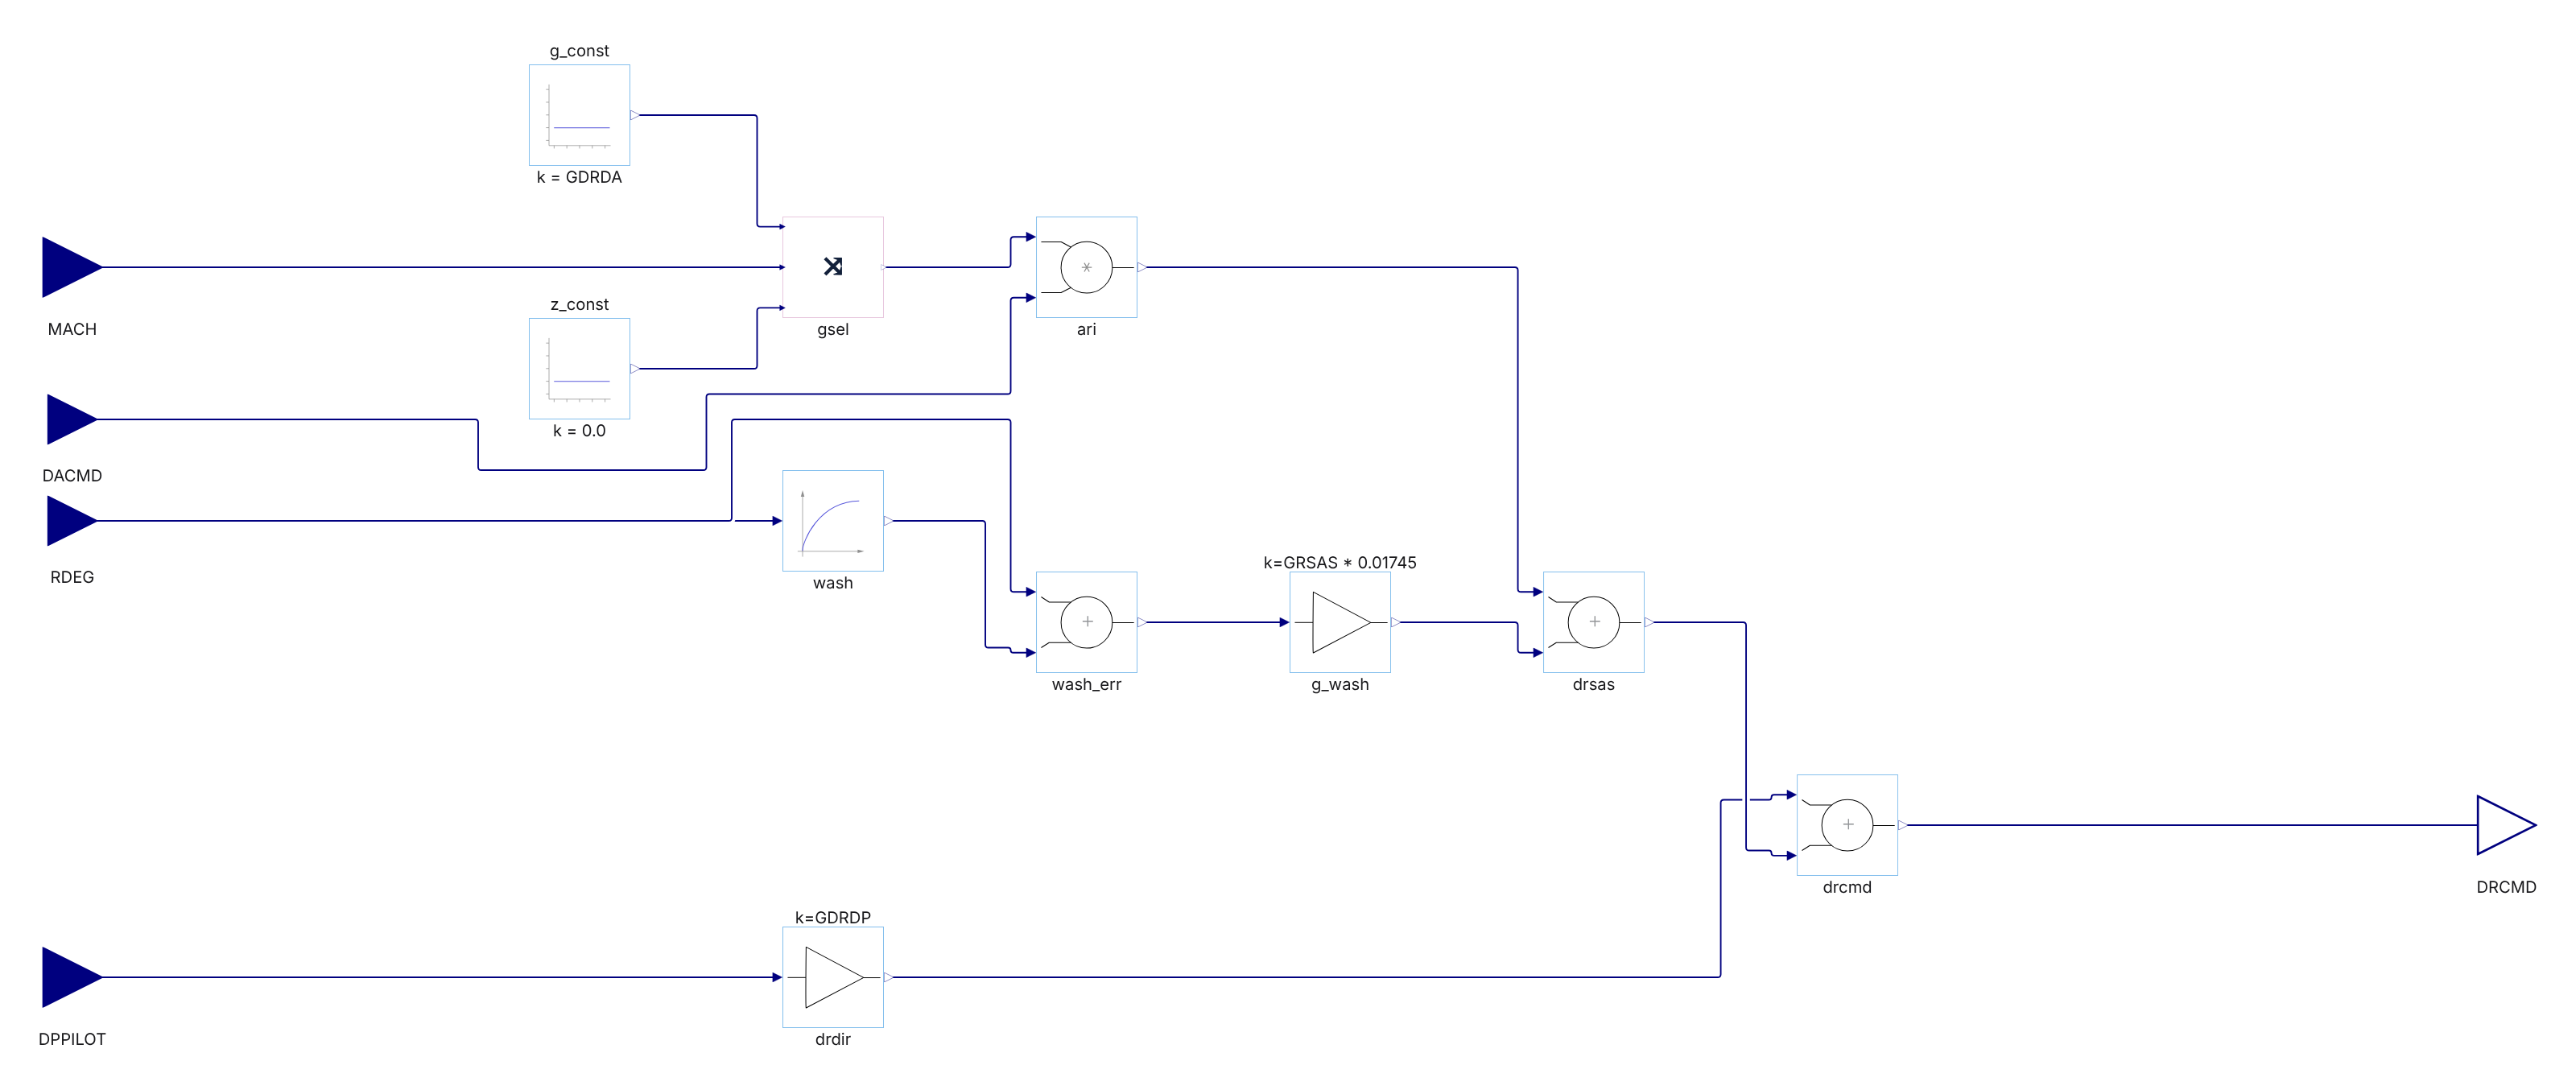 g_const
k = GDRDA
MACH
z_const
gsel
ari
k = 0.0
DACMD
RDEG
wash
k=GRSAS * 0.01745
wash_err
g_wash
drsas
drcmd
DRCMD
k=GDRDP
DPPILOT
drdir